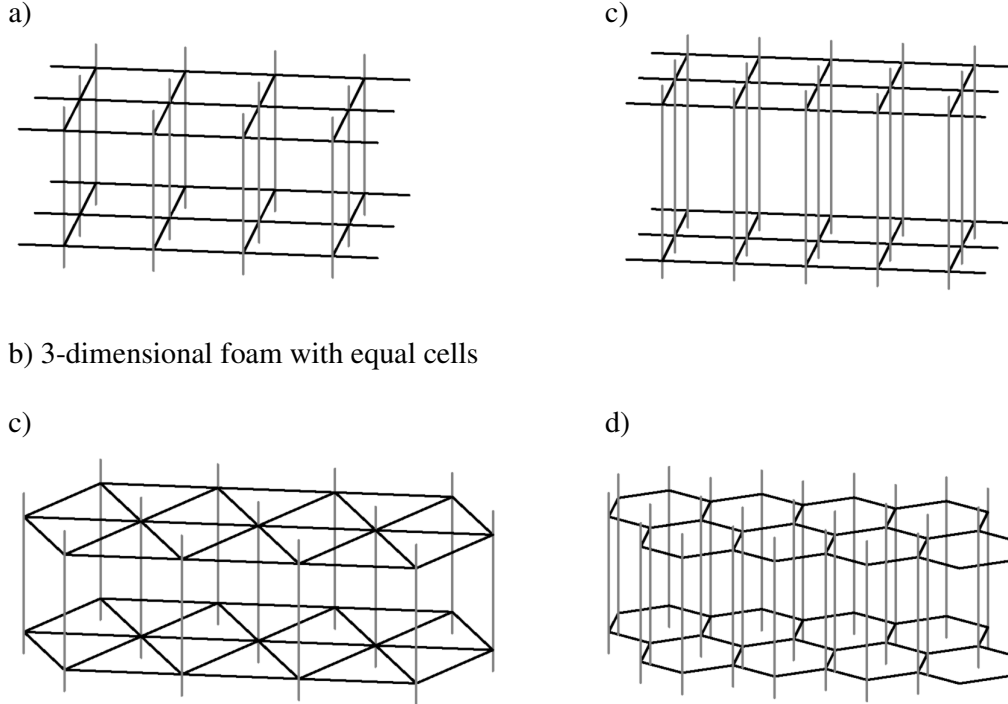 a)
c)
b) 3-dimensional foam with equal cells
c)
d)